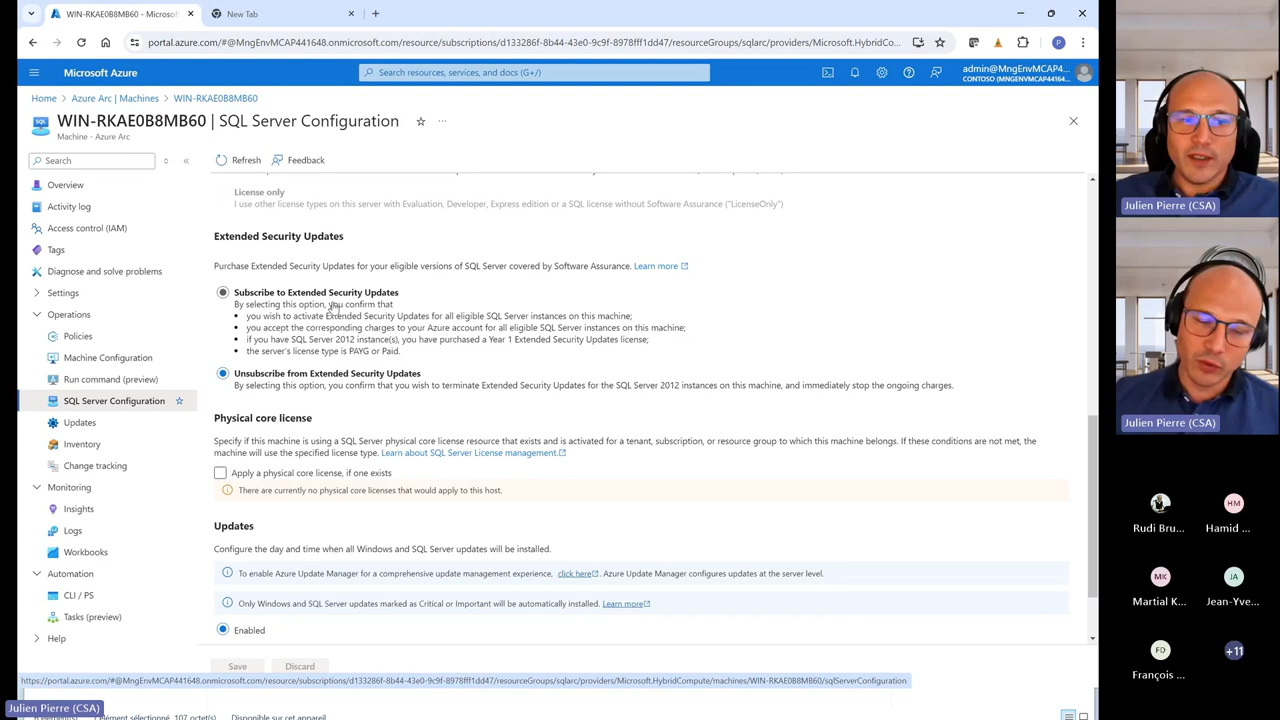 WIN-RKAE0B8MB60 - Microsoft
New Tab
portal.azure.com/#@MngEnvMCAP441648.onmicrosoft.com/resource/subscriptions/d133286f-8b44-43e0-9c9f-8978fff1dd47/resourceGroups/sqlarc/providers/Microsoft.HybridCo...
Microsoft Azure
Search resources, services, and docs (G+/)
admin@MngEnvMCAP4...
CONTOSO (MNGENVMCAP44164...
Home > Azure Arc | Machines > WIN-RKAE0B8MB60
WIN-RKAE0B8MB60 | SQL Server Configuration
Machine - Azure Arc
Search
Refresh
Feedback
Overview
Activity log
Access control (IAM)
Tags
Diagnose and solve problems
Settings
Operations
Policies
Machine Configuration
Run command (preview)
SQL Server Configuration
Updates
Inventory
Change tracking
Monitoring
Insights
Logs
Workbooks
Automation
CLI / PS
Tasks (preview)
Help
License only
I use other license types on this server with Evaluation, Developer, Express edition or a SQL license without Software Assurance ("LicenseOnly")
Extended Security Updates
Purchase Extended Security Updates for your eligible versions of SQL Server covered by Software Assurance. Learn more
Subscribe to Extended Security Updates
By selecting this option, you confirm that
• you wish to activate Extended Security Updates for all eligible SQL Server instances on this machine;
• you accept the corresponding charges to your Azure account for all eligible SQL Server instances on this machine;
• if you have SQL Server 2012 instance(s), you have purchased a Year 1 Extended Security Updates license;
• the server's license type is PAYG or Paid.
Unsubscribe from Extended Security Updates
By selecting this option, you confirm that you wish to terminate Extended Security Updates for the SQL Server 2012 instances on this machine, and immediately stop the ongoing charges.
Physical core license
Specify if this machine is using a SQL Server physical core license resource that exists and is activated for a tenant, subscription, or resource group to which this machine belongs. If these conditions are not met, the
machine will use the specified license type. Learn about SQL Server License management.
Apply a physical core license, if one exists
There are currently no physical core licenses that would apply to this host.
Updates
Configure the day and time when all Windows and SQL Server updates will be installed.
To enable Azure Update Manager for a comprehensive update management experience, click here. Azure Update Manager configures updates at the server level.
Only Windows and SQL Server updates marked as Critical or Important will be automatically installed. Learn more
Enabled
Save
Discard
https://portal.azure.com/#@MngEnvMCAP441648.onmicrosoft.com/resource/subscriptions/d133286f-8b44-43e0-9c9f-8978fff1dd47/resourceGroups/sqlarc/providers/Microsoft.HybridCompute/machines/WIN-RKAE0B8MB60/sqlServerConfiguration
Julien Pierre (CSA)
élément sélectionné 107 octet(s)
Disponible sur cet appareil
Julien Pierre (CSA)
Julien Pierre (CSA)
Rudi Bru...
HM
Hamid ...
MK
Martial K...
JA
Jean-Yve...
FD
François ...
+11